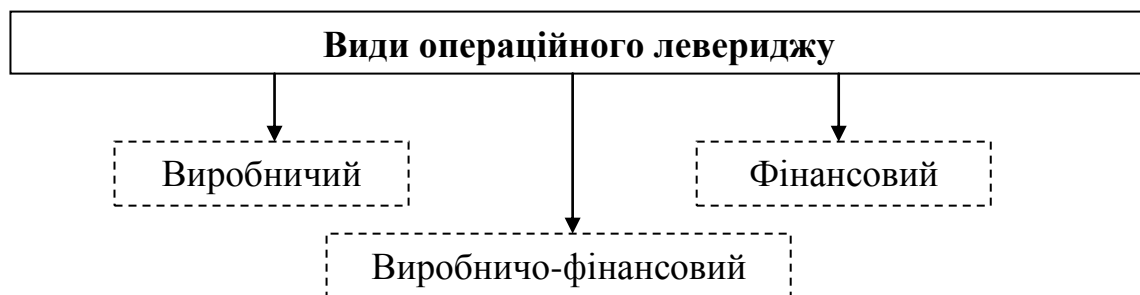 Види операційного левериджу
Виробничий
Фінансовий
Виробничо-фінансовий